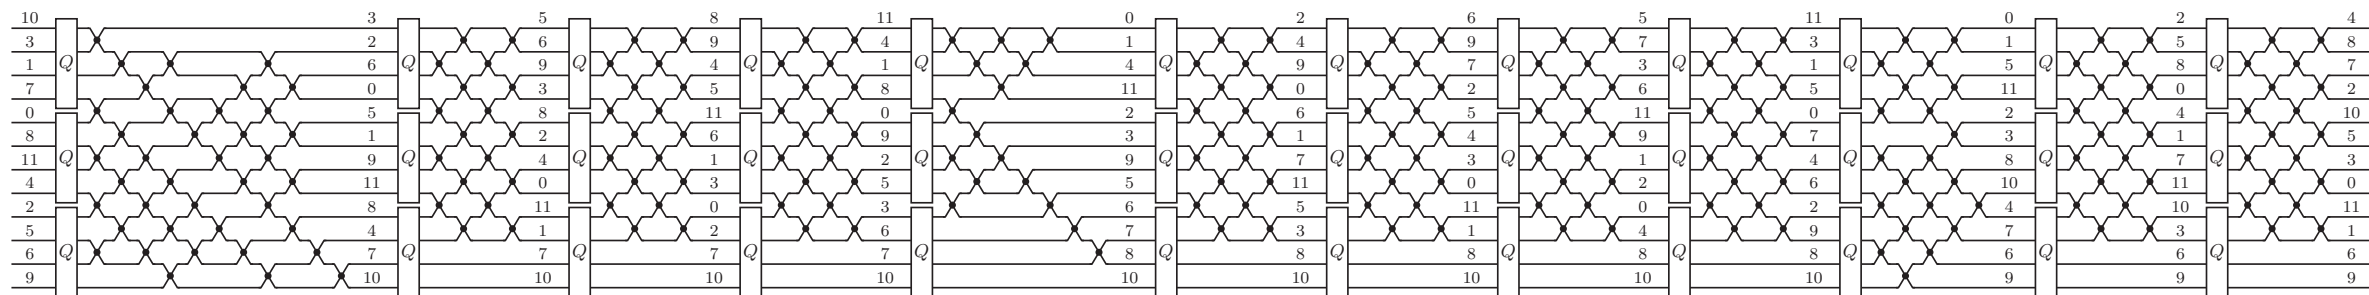 10 3 5 8 11 0 2 6 5 11 0 2 4
3 2 6 9 4 1 4 9 7 3 1 5 8
1 6 9 4 1 4 9 7 3 1 5 8 7
Q Q Q Q Q Q Q Q Q Q Q Q
7 0 3 5 8 11 0 2 6 5 11 0 2
0 5 8 11 0 2 6 5 11 0 2 4 10
8 1 2 6 9 3 1 4 9 7 3 1 5
11 9 4 1 2 9 7 3 1 4 8 7 3
Q Q Q Q Q Q Q Q Q Q Q Q
4 11 0 3 5 5 11 0 2 6 10 11 0
2 8 11 0 3 6 5 11 0 2 4 10 11
5 4 1 2 6 7 3 1 4 9 7 3 1
6 7 7 7 7 8 8 8 8 8 6 6 6
Q Q Q Q Q Q Q Q Q Q Q Q
9 10 10 10 10 10 10 10 10 10 9 9 9